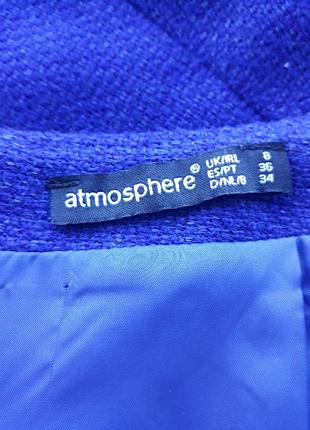 atmosphere®
UK/IRL 8
ES/PT 36
D/NL/B 34